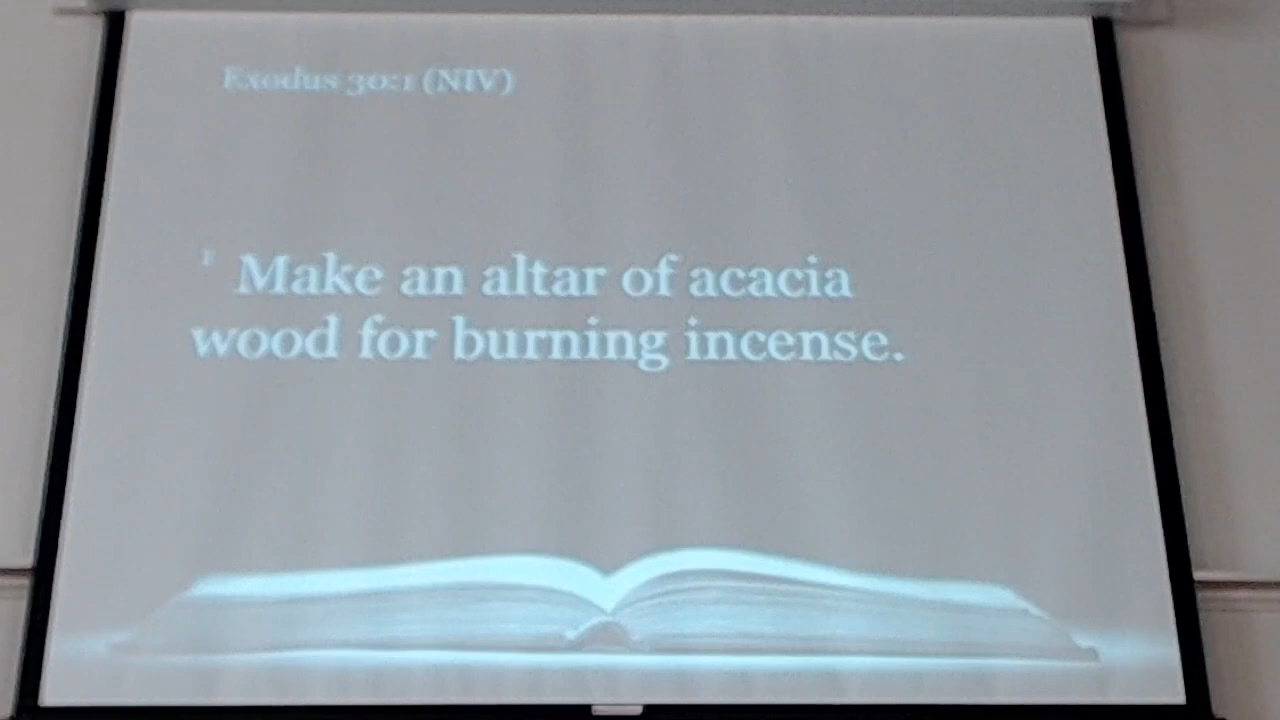 Exodus 30:1 (NIV)
1 Make an altar of acacia
wood for burning incense.